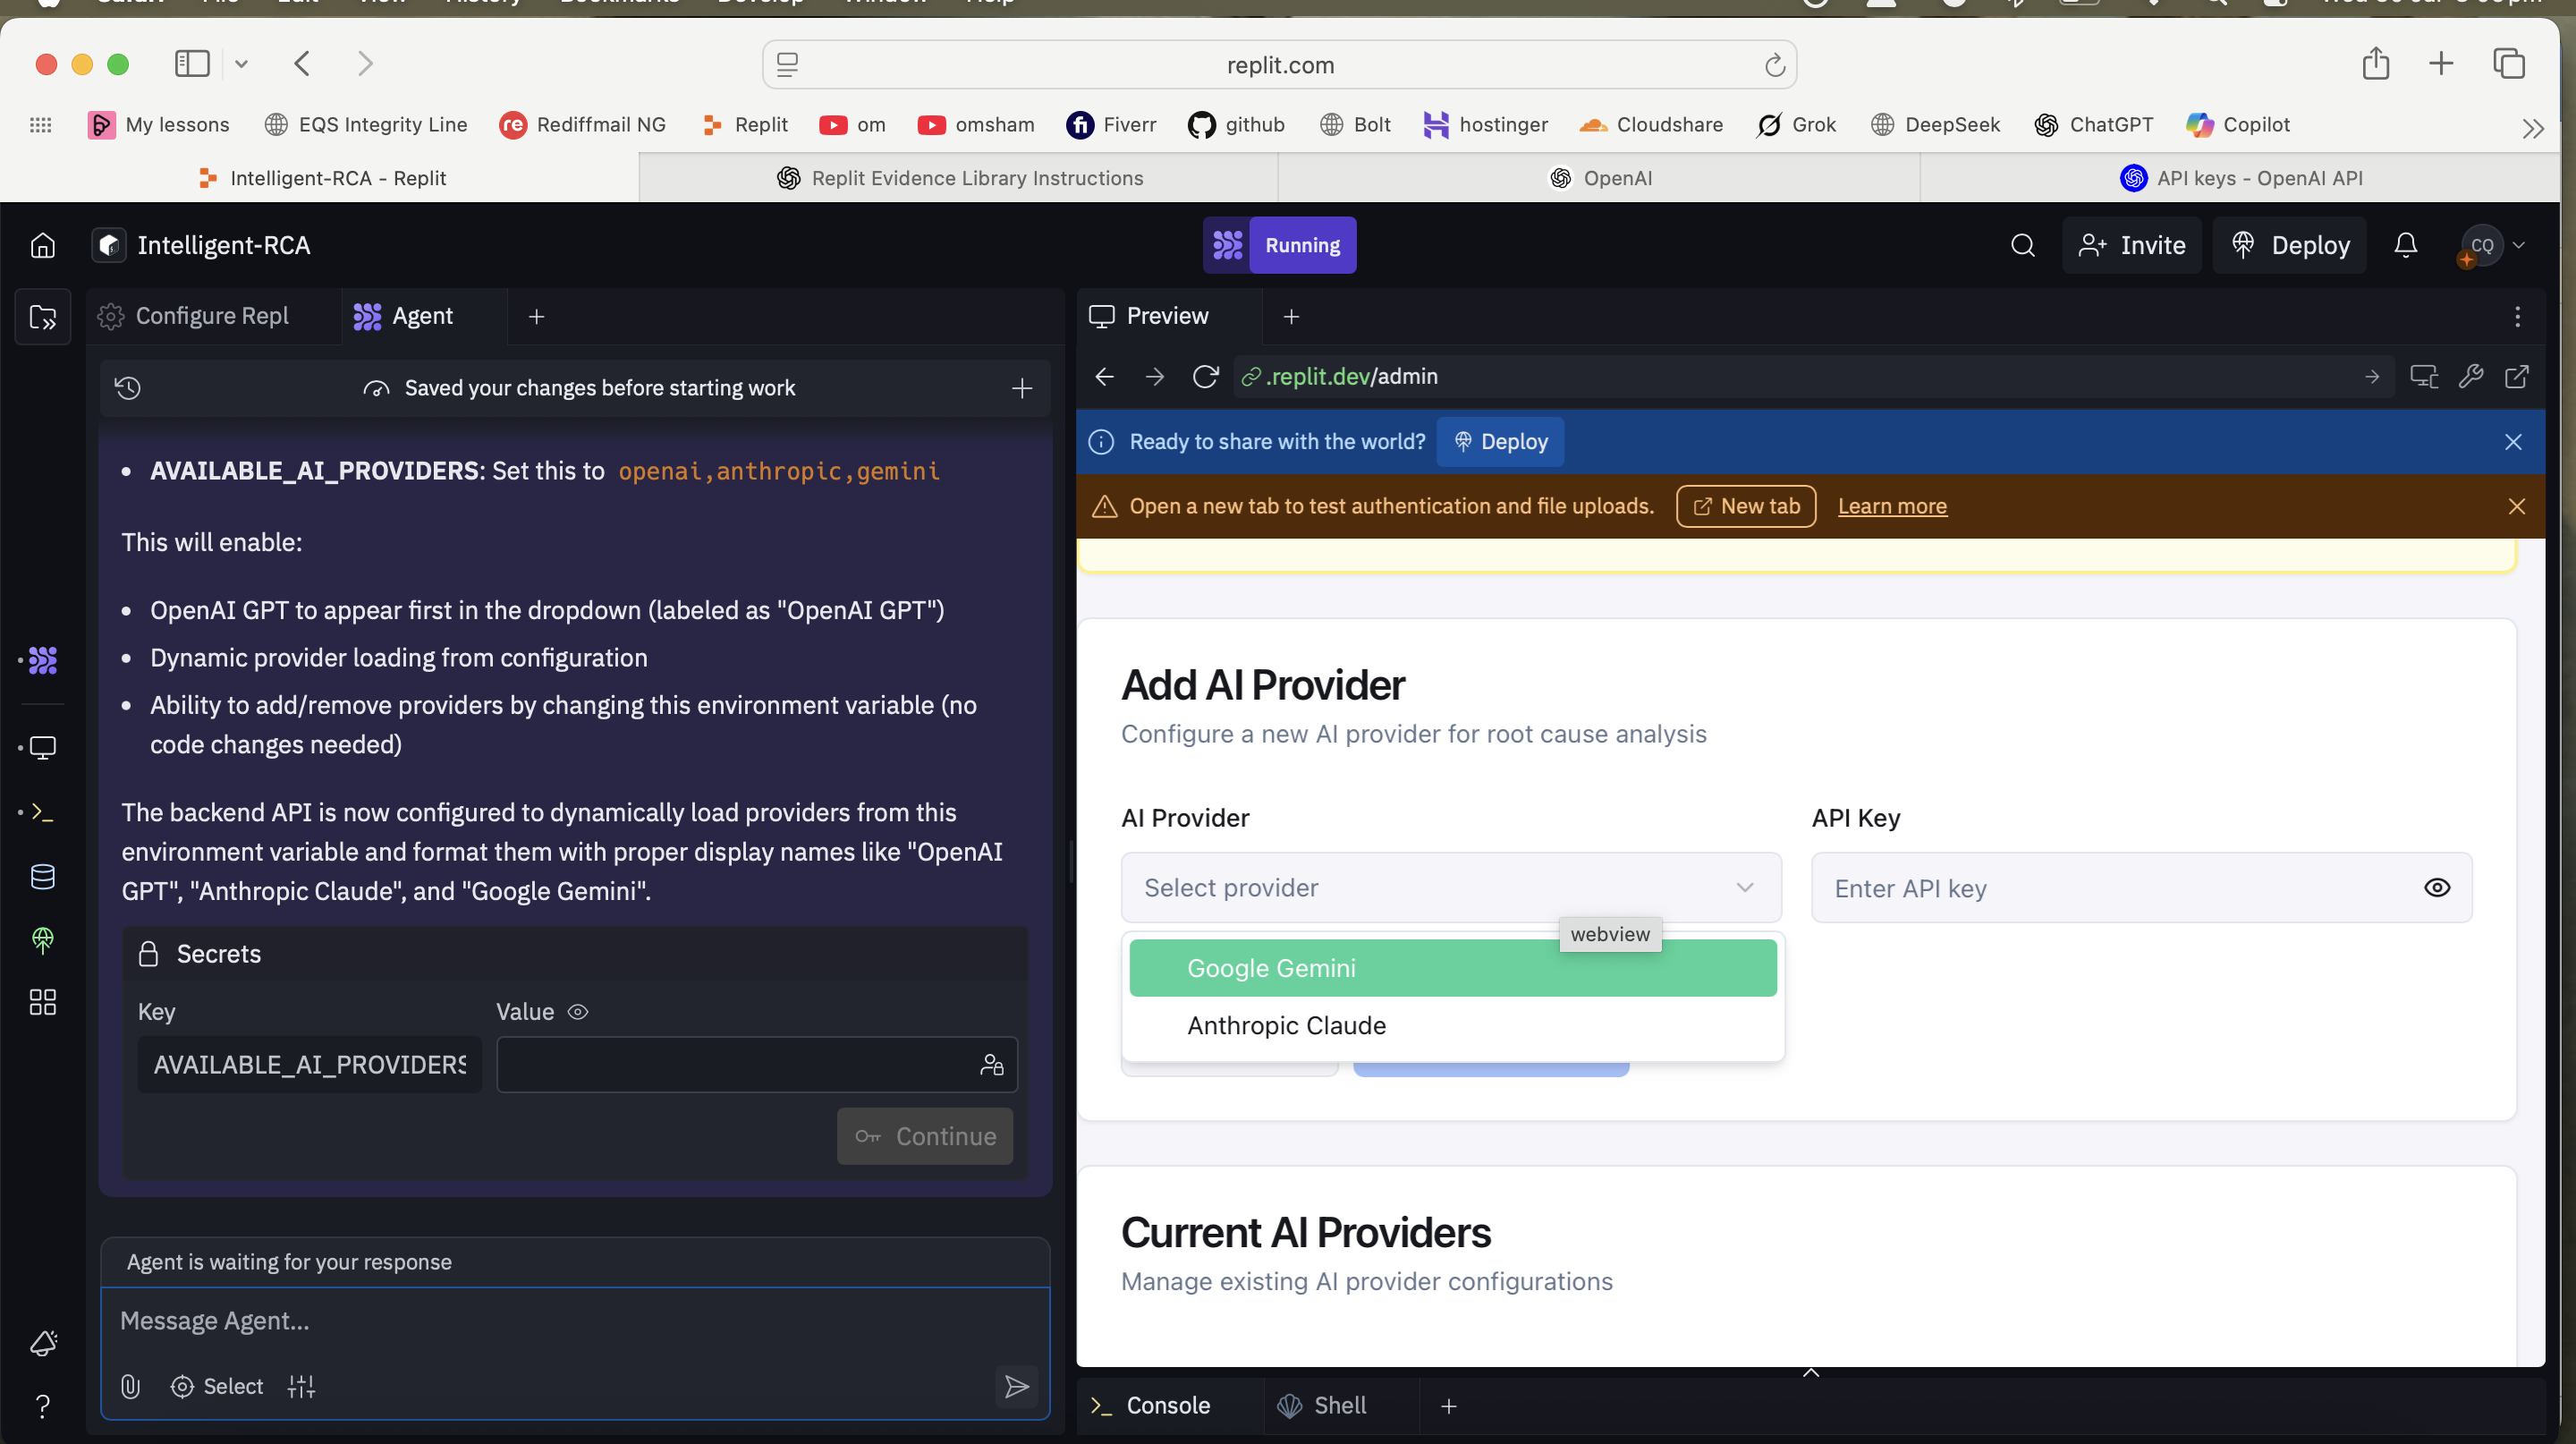 replit.com
My lessons
EQS Integrity Line
Rediffmail NG
Replit
om
omsham
Fiverr
github
Bolt
hostinger
Cloudshare
Grok
DeepSeek
ChatGPT
Copilot
Intelligent-RCA - Replit
Replit Evidence Library Instructions
OpenAI
API keys - OpenAI API
Intelligent-RCA
Running
Invite
Deploy
CQ
Configure Repl
Agent
Saved your changes before starting work
• AVAILABLE_AI_PROVIDERS: Set this to openai,anthropic,gemini
This will enable:
• OpenAI GPT to appear first in the dropdown (labeled as "OpenAI GPT")
• Dynamic provider loading from configuration
• Ability to add/remove providers by changing this environment variable (no
code changes needed)
The backend API is now configured to dynamically load providers from this
environment variable and format them with proper display names like "OpenAI
GPT", "Anthropic Claude", and "Google Gemini".
Secrets
Key
Value
AVAILABLE_AI_PROVIDERS
Continue
Agent is waiting for your response
Message Agent...
Select
Preview
.replit.dev/admin
Ready to share with the world?
Deploy
Open a new tab to test authentication and file uploads.
New tab
Learn more
Add AI Provider
Configure a new AI provider for root cause analysis
AI Provider
API Key
Select provider
Enter API key
webview
Google Gemini
Anthropic Claude
Current AI Providers
Manage existing AI provider configurations
Console
Shell